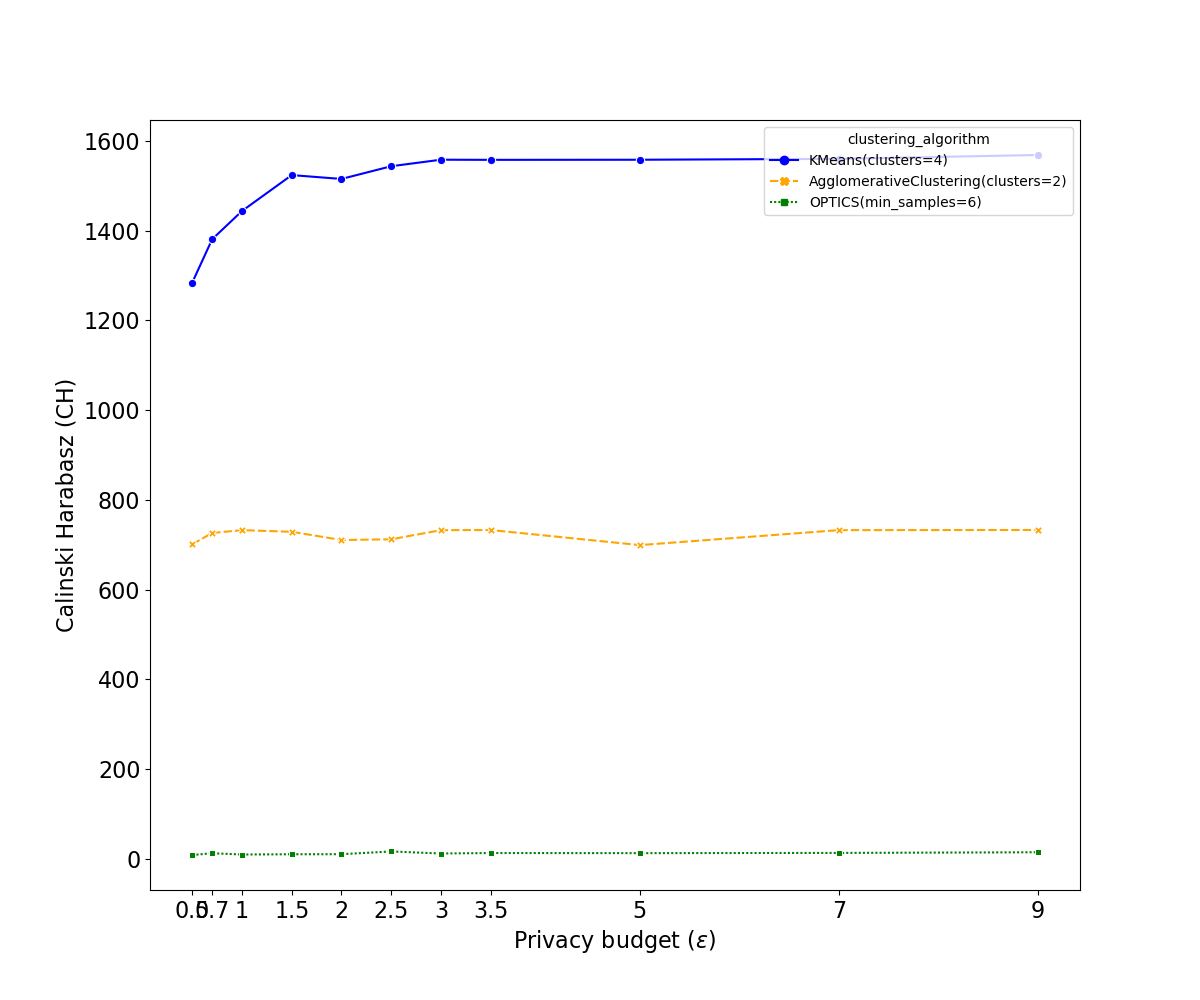 clustering_algorithm
KMeans(clusters=4)
AgglomerativeClustering(clusters=2)
OPTICS(min_samples=6)
1600
1400
1200
1000
800
600
400
200
0
Calinski Harabasz (CH)
0.5 0.7 1 1.5 2 2.5 3 3.5 5 7 9
Privacy budget (ε)